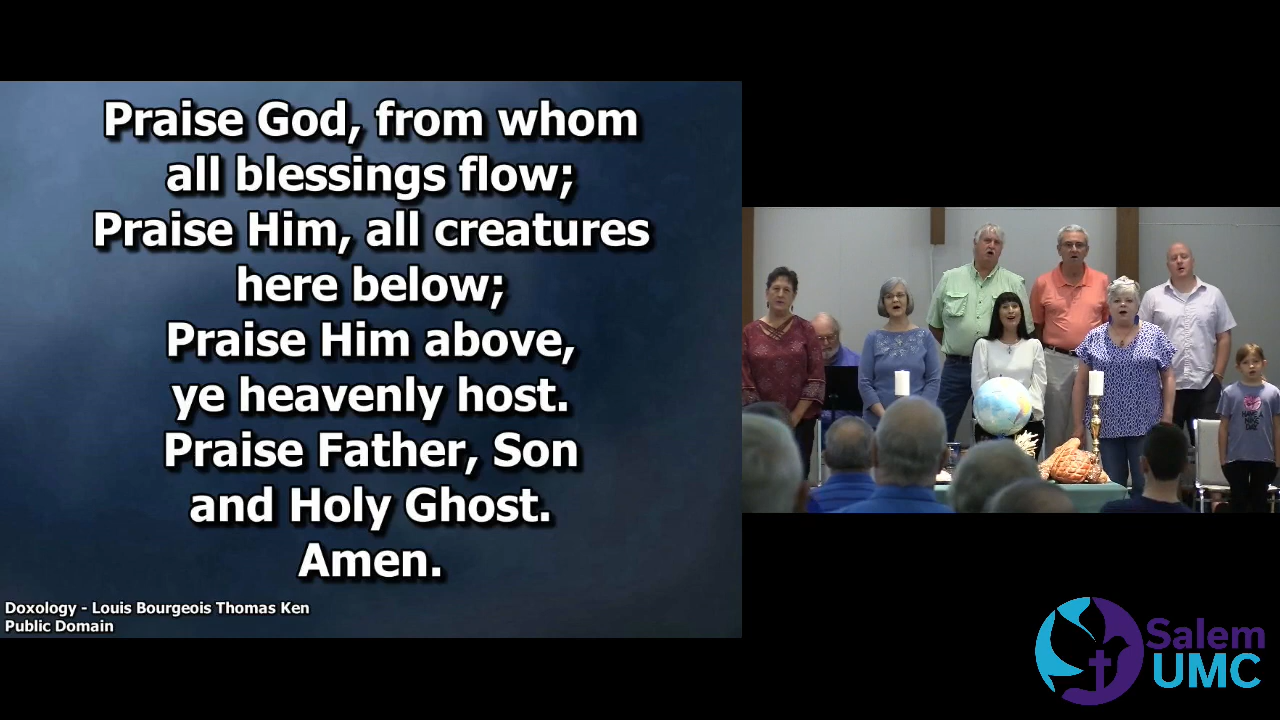 Praise God, from whom
all blessings flow;
Praise Him, all creatures
here below;
Praise Him above,
ye heavenly host.
Praise Father, Son
and Holy Ghost.
Amen.
Doxology - Louis Bourgeois Thomas Ken
Public Domain
Salem
UMC